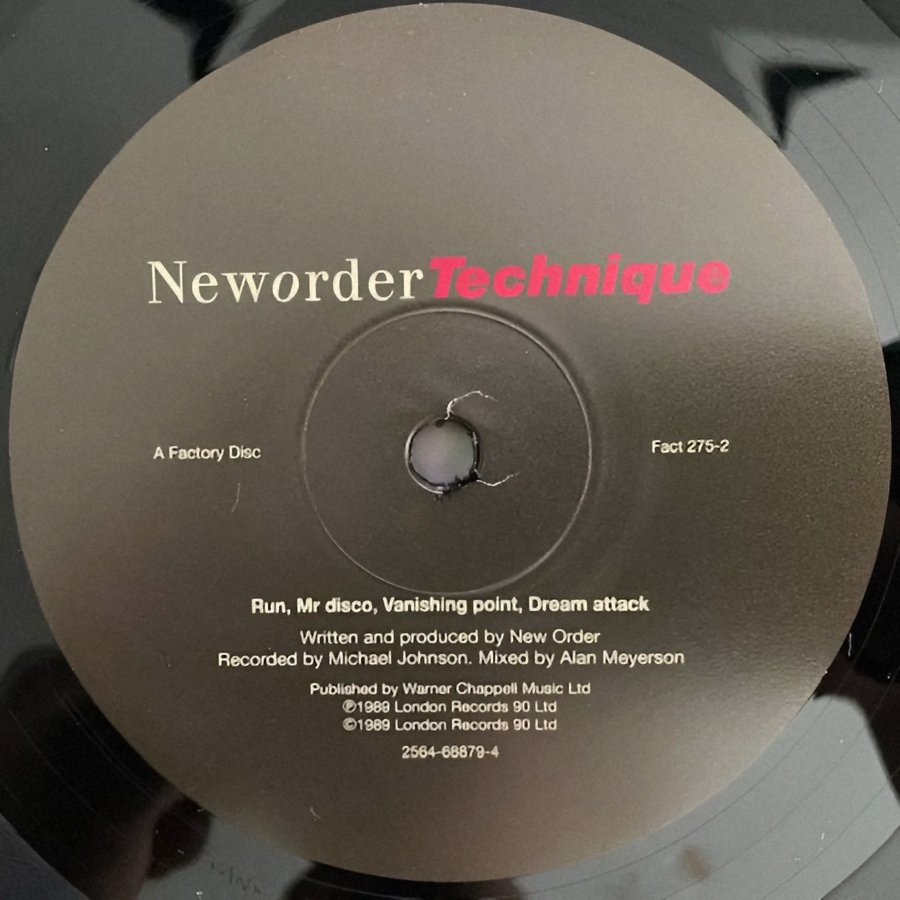 Neworder Technique
A Factory Disc
Fact 275-2
Run, Mr disco, Vanishing point, Dream attack
Written and produced by New Order
Recorded by Michael Johnson. Mixed by Alan Meyerson
Published by Warner Chappell Music Ltd
℗1989 London Records 90 Ltd
©1989 London Records 90 Ltd
2564-68879-4